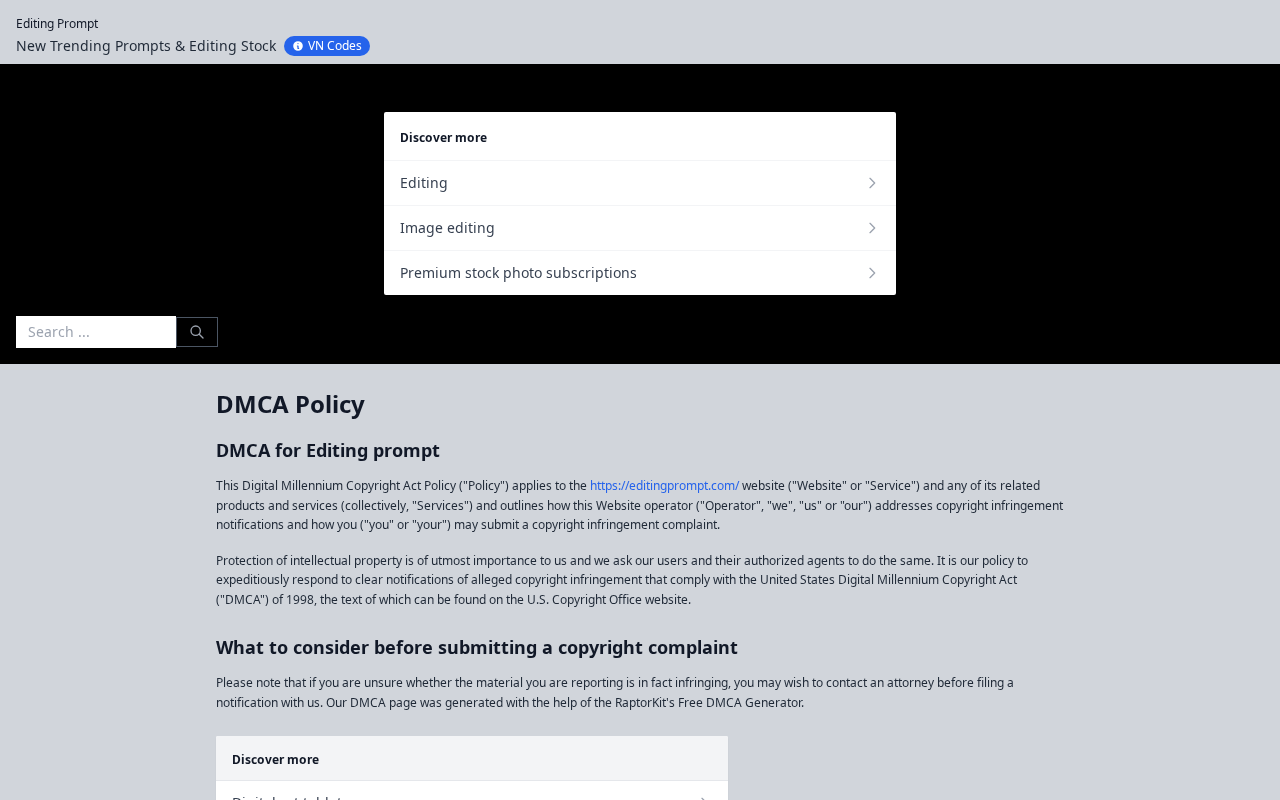 Editing Prompt
New Trending Prompts & Editing Stock
VN Codes
Discover more
Editing
Image editing
Premium stock photo subscriptions
Search ...
DMCA Policy
DMCA for Editing prompt
This Digital Millennium Copyright Act Policy ("Policy") applies to the https://editingprompt.com/ website ("Website" or "Service") and any of its related
products and services (collectively, "Services") and outlines how this Website operator ("Operator", "we", "us" or "our") addresses copyright infringement
notifications and how you ("you" or "your") may submit a copyright infringement complaint.
Protection of intellectual property is of utmost importance to us and we ask our users and their authorized agents to do the same. It is our policy to
expeditiously respond to clear notifications of alleged copyright infringement that comply with the United States Digital Millennium Copyright Act
("DMCA") of 1998, the text of which can be found on the U.S. Copyright Office website.
What to consider before submitting a copyright complaint
Please note that if you are unsure whether the material you are reporting is in fact infringing, you may wish to contact an attorney before filing a
notification with us. Our DMCA page was generated with the help of the RaptorKit's Free DMCA Generator.
Discover more